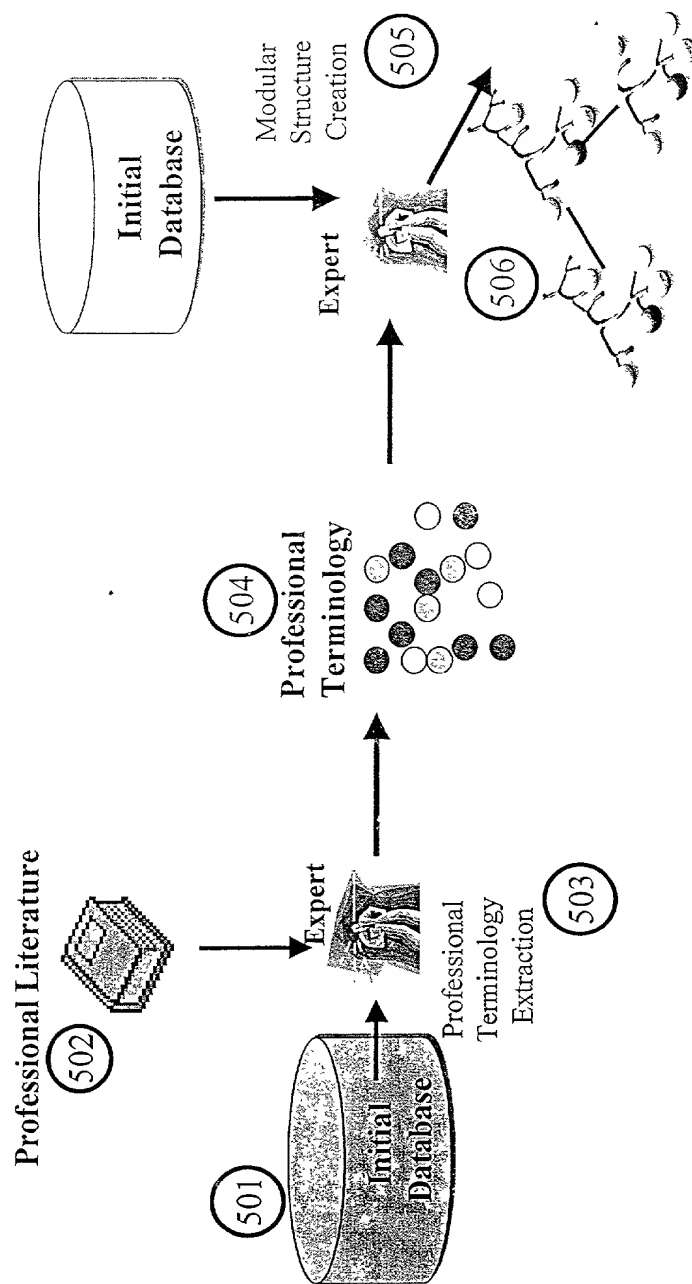 Professional Literature
502
501
Initial
Database
Expert
Professional
Terminology
Extraction
503
504
Professional
Terminology
Initial
Database
Expert
Modular
Structure
Creation
505
506